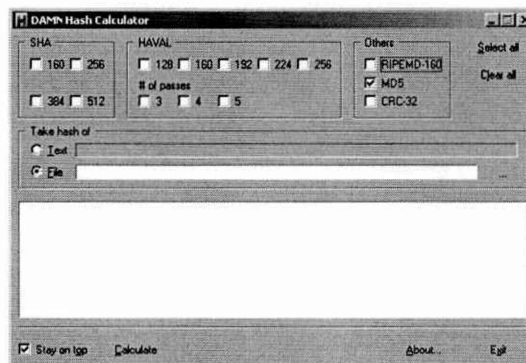 DAMN Hash Calculator
SHA
160 256
384 512
HAVAL
128 160 192 224 256
# of passes
3 4 5
Others
RIPEMD-160
MD5
CRC-32
Select all
Clear all
Take hash of
Text
File
...
Stay on top Calculate About... Exit